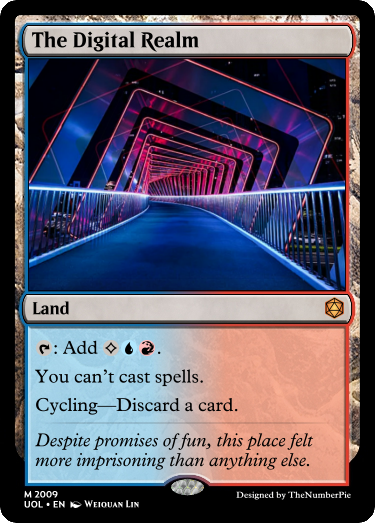 The Digital Realm
Land
: Add .
You can't cast spells.
Cycling—Discard a card.
Despite promises of fun, this place felt
more imprisoning than anything else.
M 2009
UOL • EN Weiquan Lin
Designed by TheNumberPie